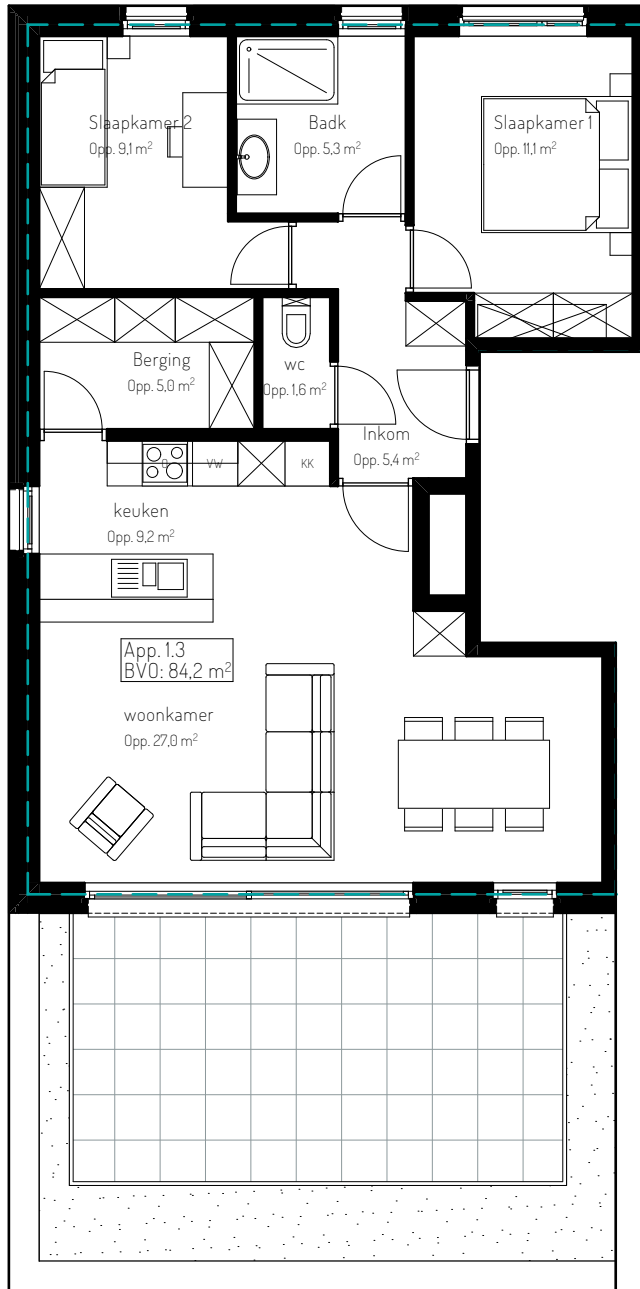 Slaapkamer 2
Opp. 9,1 m²
Badk
Opp. 5,3 m²
Slaapkamer 1
Opp. 11,1 m²
Berging
Opp. 5,0 m²
wc
Opp. 1,6 m²
Inkom
Opp. 5,4 m²
D
VW
KK
keuken
Opp. 9,2 m²
App. 1.3
BVO: 84,2 m²
woonkamer
Opp. 27,0 m²